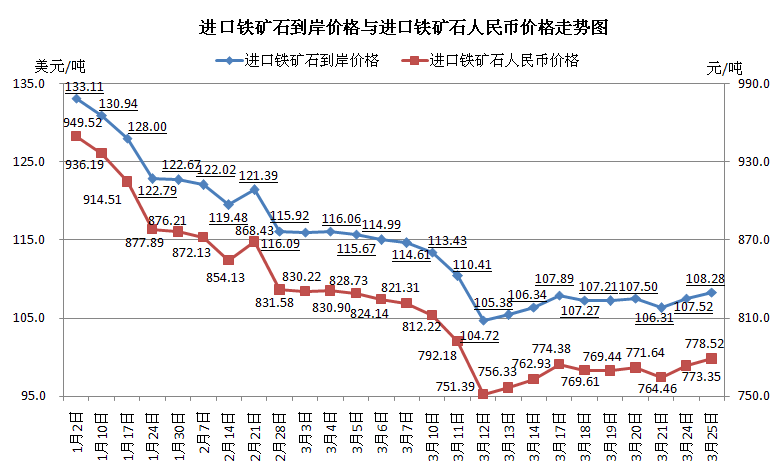 进口铁矿石到岸价格与进口铁矿石人民币价格走势图
美元/吨
进口铁矿石到岸价格
进口铁矿石人民币价格
元/吨
135.0
125.0
115.0
105.0
95.0
990.0
930.0
870.0
810.0
750.0
133.11
130.94
128.00
122.79
122.67
122.02
119.48
121.39
116.09
115.92
116.06
115.67
114.99
114.61
113.43
110.41
104.72
105.38
106.34
107.89
107.27
107.21
107.50
106.31
107.52
108.28
949.52
936.19
914.51
877.89
876.21
872.13
854.13
868.43
831.58
830.22
830.90
828.73
824.14
821.31
812.22
792.18
751.39
756.33
762.93
774.38
769.61
769.44
771.64
764.46
773.35
778.52
1月2日
1月10日
1月17日
1月24日
1月30日
2月7日
2月14日
2月21日
2月28日
3月3日
3月4日
3月5日
3月6日
3月7日
3月10日
3月11日
3月12日
3月13日
3月14日
3月17日
3月18日
3月19日
3月20日
3月21日
3月24日
3月25日